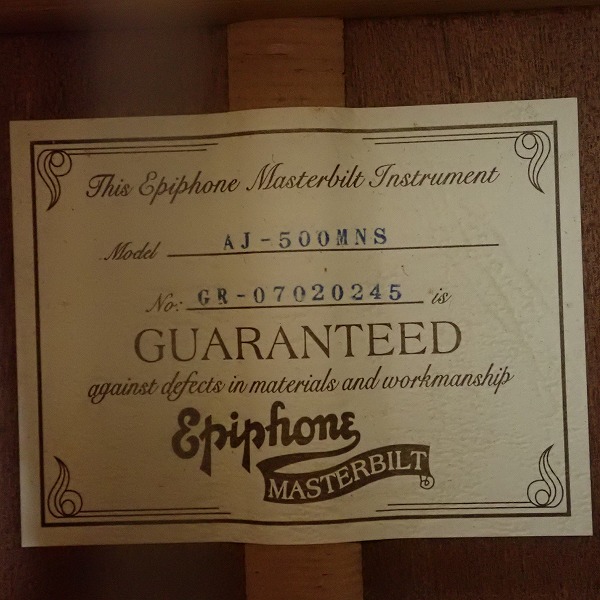 This Epiphone Masterbilt Instrument
Model AJ-500MNS
No: GR-07020245 is
GUARANTEED
against defects in materials and workmanship
Epiphone
MASTERBILT